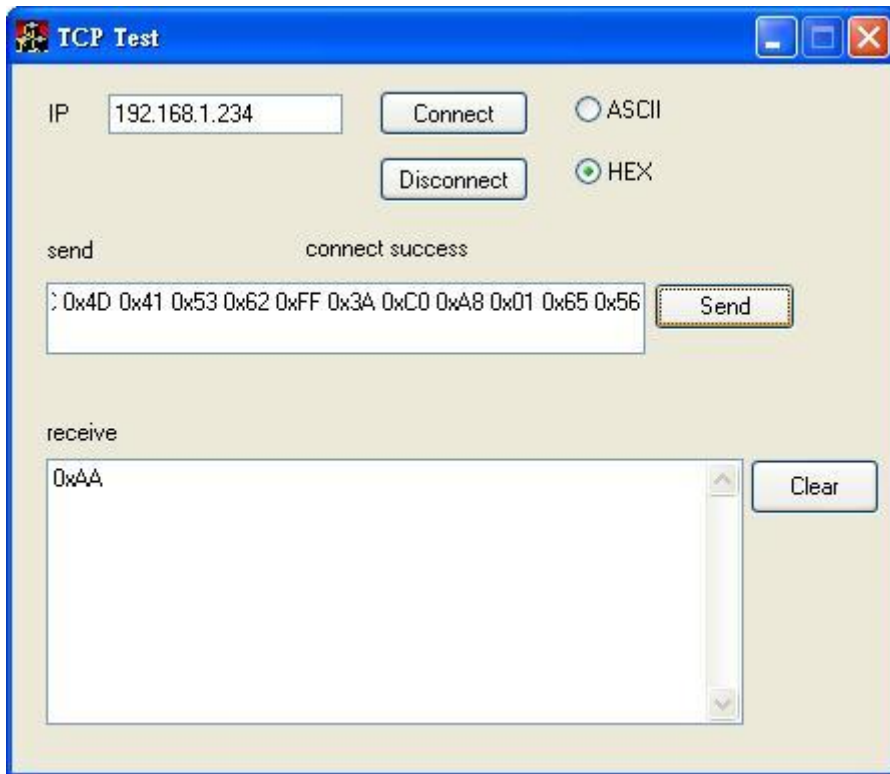 TCP Test
IP 192.168.1.234 Connect ASCII
Disconnect HEX
send connect success
0x4D 0x41 0x53 0x62 0xFF 0x3A 0xC0 0xA8 0x01 0x65 0x56 Send
receive
0xAA Clear